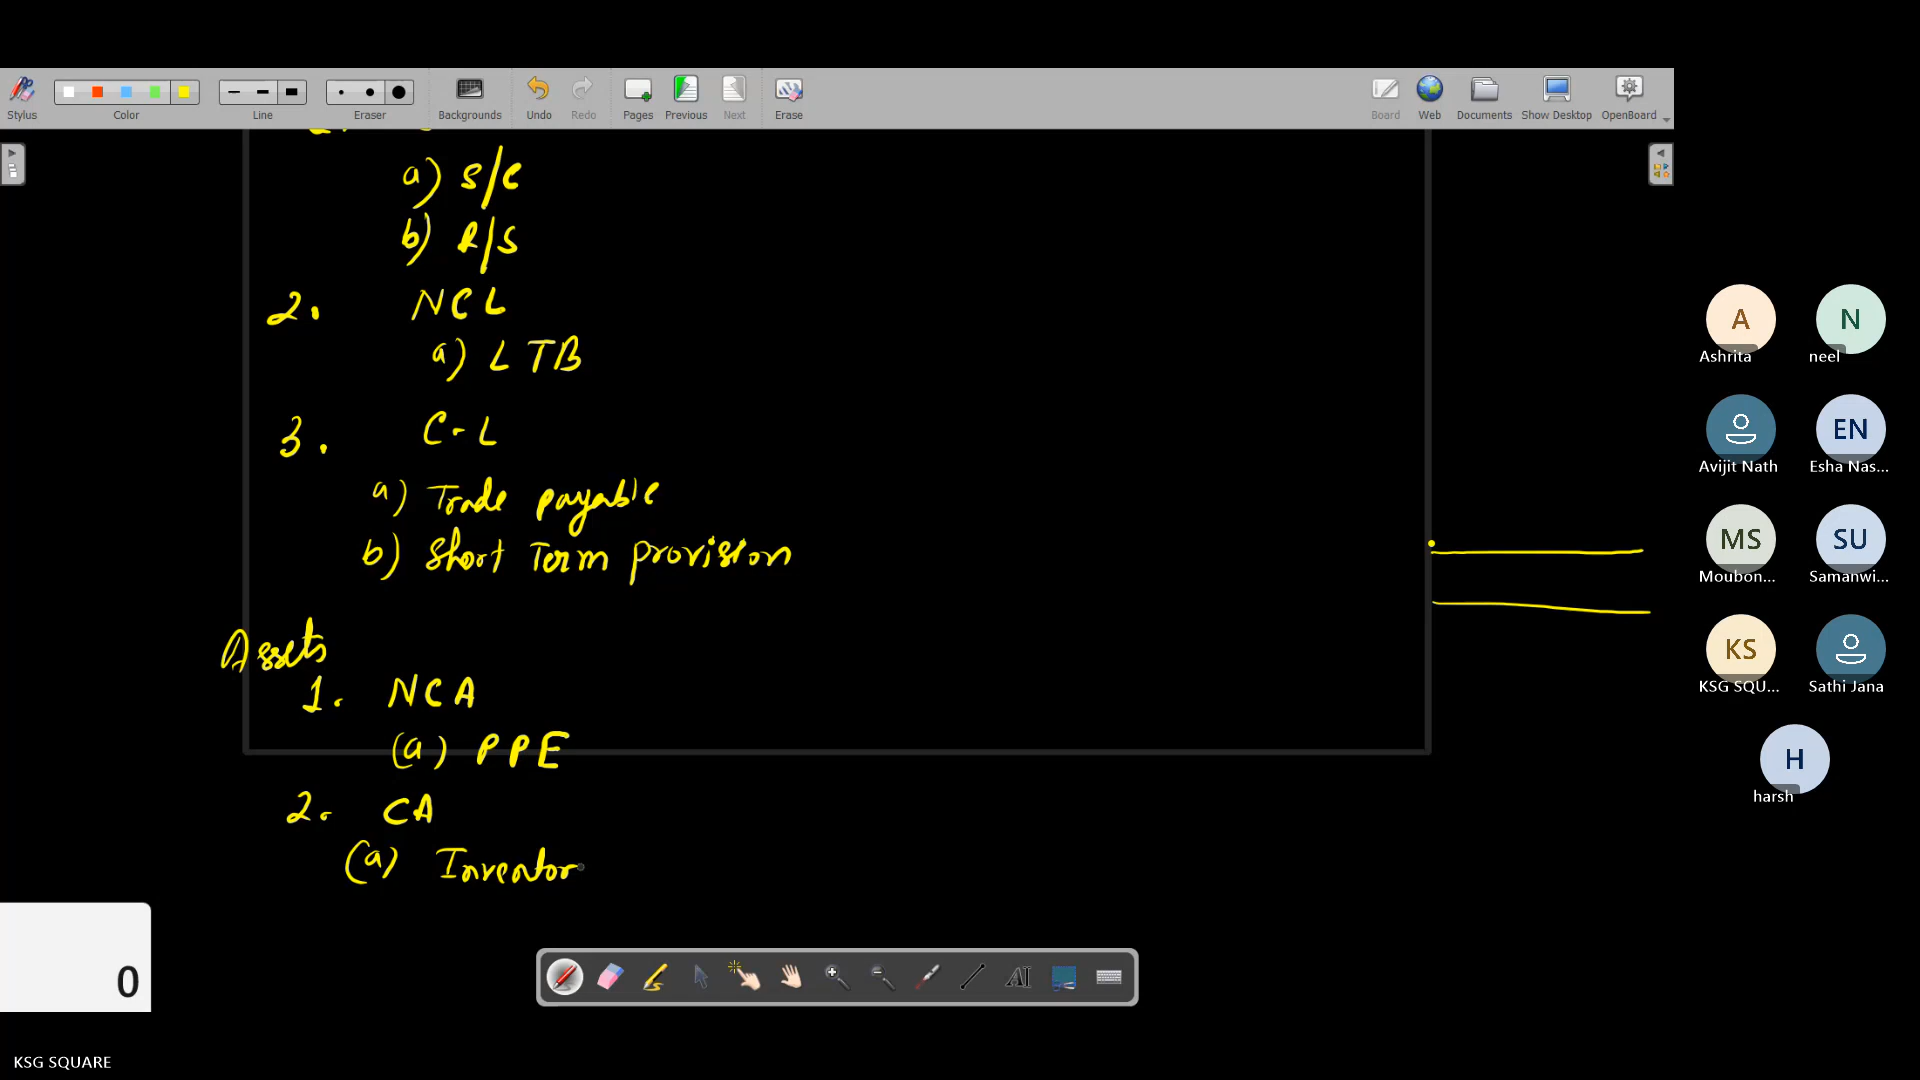 Stylus
Color
Line
Eraser
Backgrounds
Undo
Redo
Pages
Previous
Next
Erase
Board
Web
Documents
Show Desktop
OpenBoard
a) S/C
b) R/S
2. NCL
a) LTB
3. C-L
a) Trade payable
b) Short Term provision
Assets
1. NCA
(a) PPE
2. CA
(a) Inventor
A
Ashrita
N
neel
Avijit Nath
EN
Esha Nas...
MS
Moubon...
SU
Samanwi...
KS
KSG SQU...
Sathi Jana
H
harsh
0
AI
KSG SQUARE